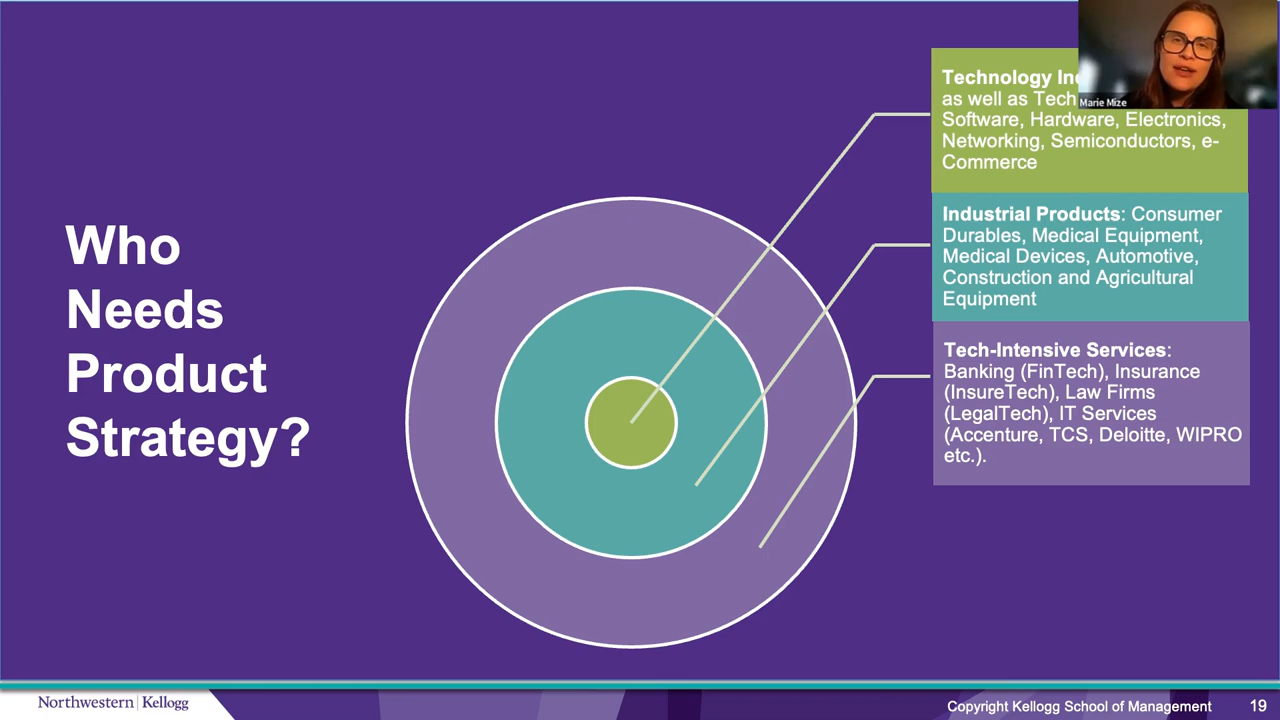 Who
Needs
Product
Strategy?
Marie Mize
Technology
as well as Tech
Software, Hardware, Electronics,
Networking, Semiconductors, e-
Commerce
Industrial Products: Consumer
Durables, Medical Equipment,
Medical Devices, Automotive,
Construction and Agricultural
Equipment
Tech-Intensive Services:
Banking (FinTech), Insurance
(InsureTech), Law Firms
(LegalTech), IT Services
(Accenture, TCS, Deloitte, WIPRO
etc.).
Northwestern | Kellogg
Copyright Kellogg School of Management 19